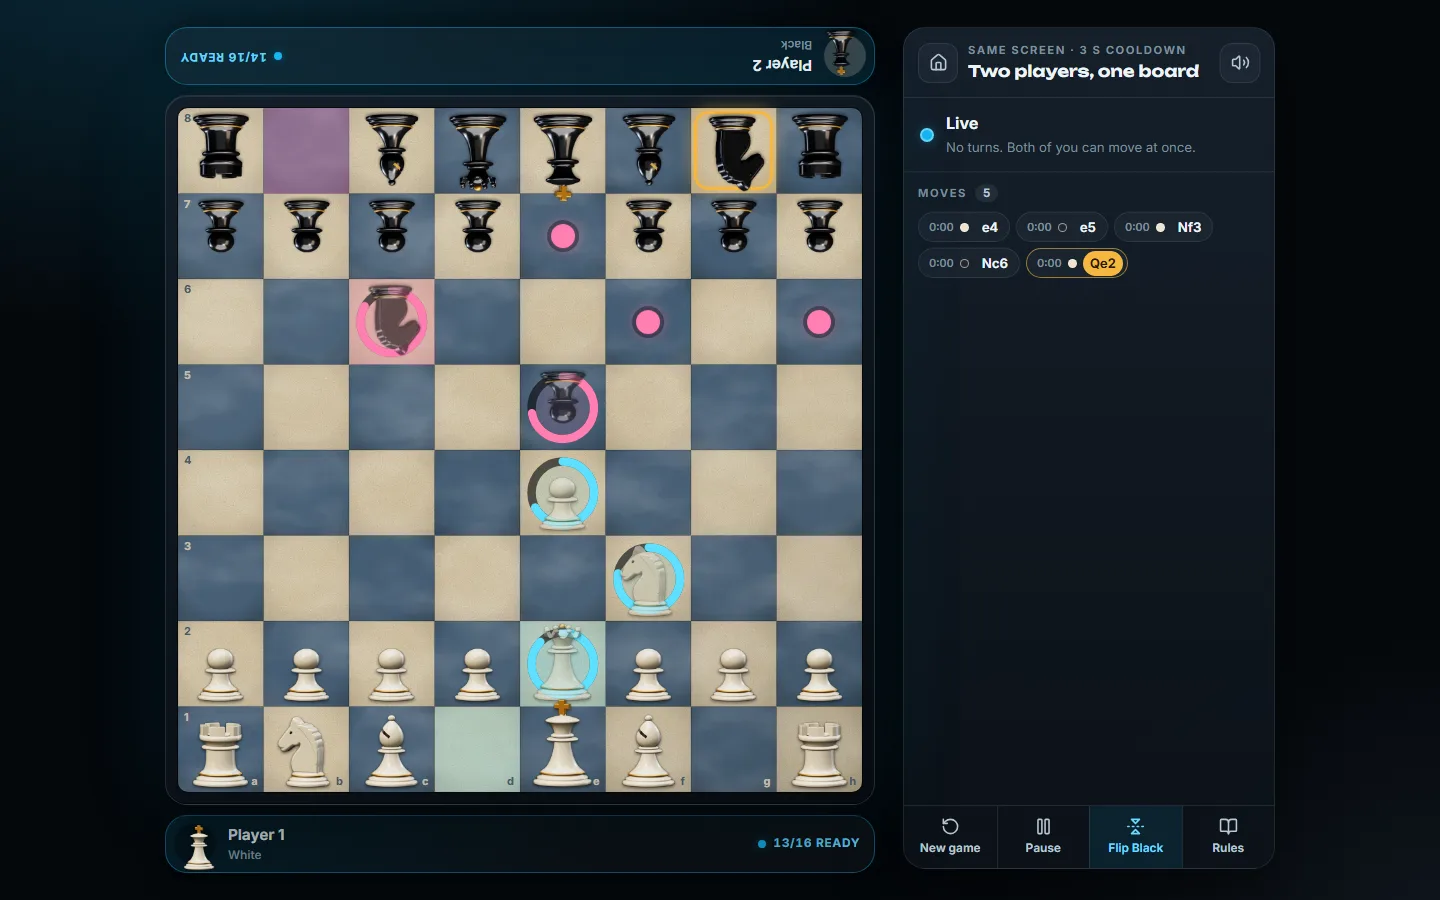 14/16 READY
Black
Player 2
SAME SCREEN · 3 S COOLDOWN
Two players, one board
Live
No turns. Both of you can move at once.
MOVES 5
0:00 e4 0:00 e5 0:00 Nf3
0:00 Nc6 0:00 Qe2
8
7
6
5
4
3
2
1
a b c d e f g h
Player 1
White
13/16 READY
New game Pause Flip Black Rules